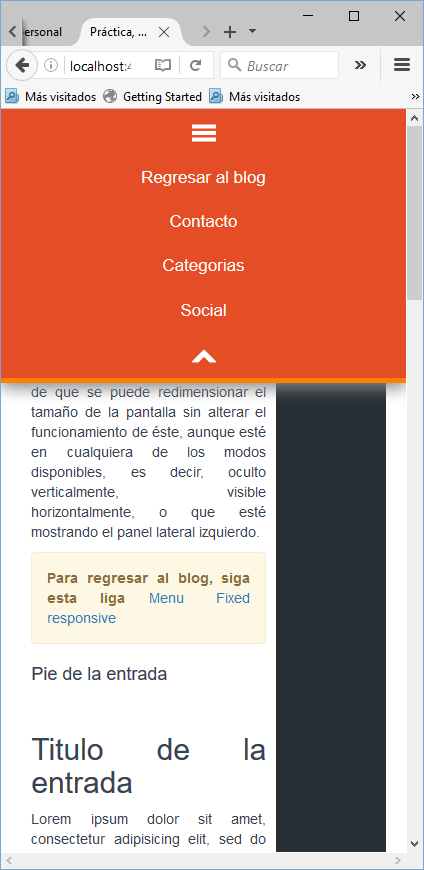 ersonal
Práctica, ...
localhost:4
Buscar
Más visitados
Getting Started
Más visitados
Regresar al blog
Contacto
Categorias
Social
de que se puede redimensionar el
tamaño de la pantalla sin alterar el
funcionamiento de éste, aunque esté
en cualquiera de los modos
disponibles, es decir, oculto
verticalmente, visible
horizontalmente, o que esté
mostrando el panel lateral izquierdo.
Para regresar al blog, siga
esta liga Menu Fixed
responsive
Pie de la entrada
Titulo de la
entrada
Lorem ipsum dolor sit amet,
consectetur adipisicing elit, sed do